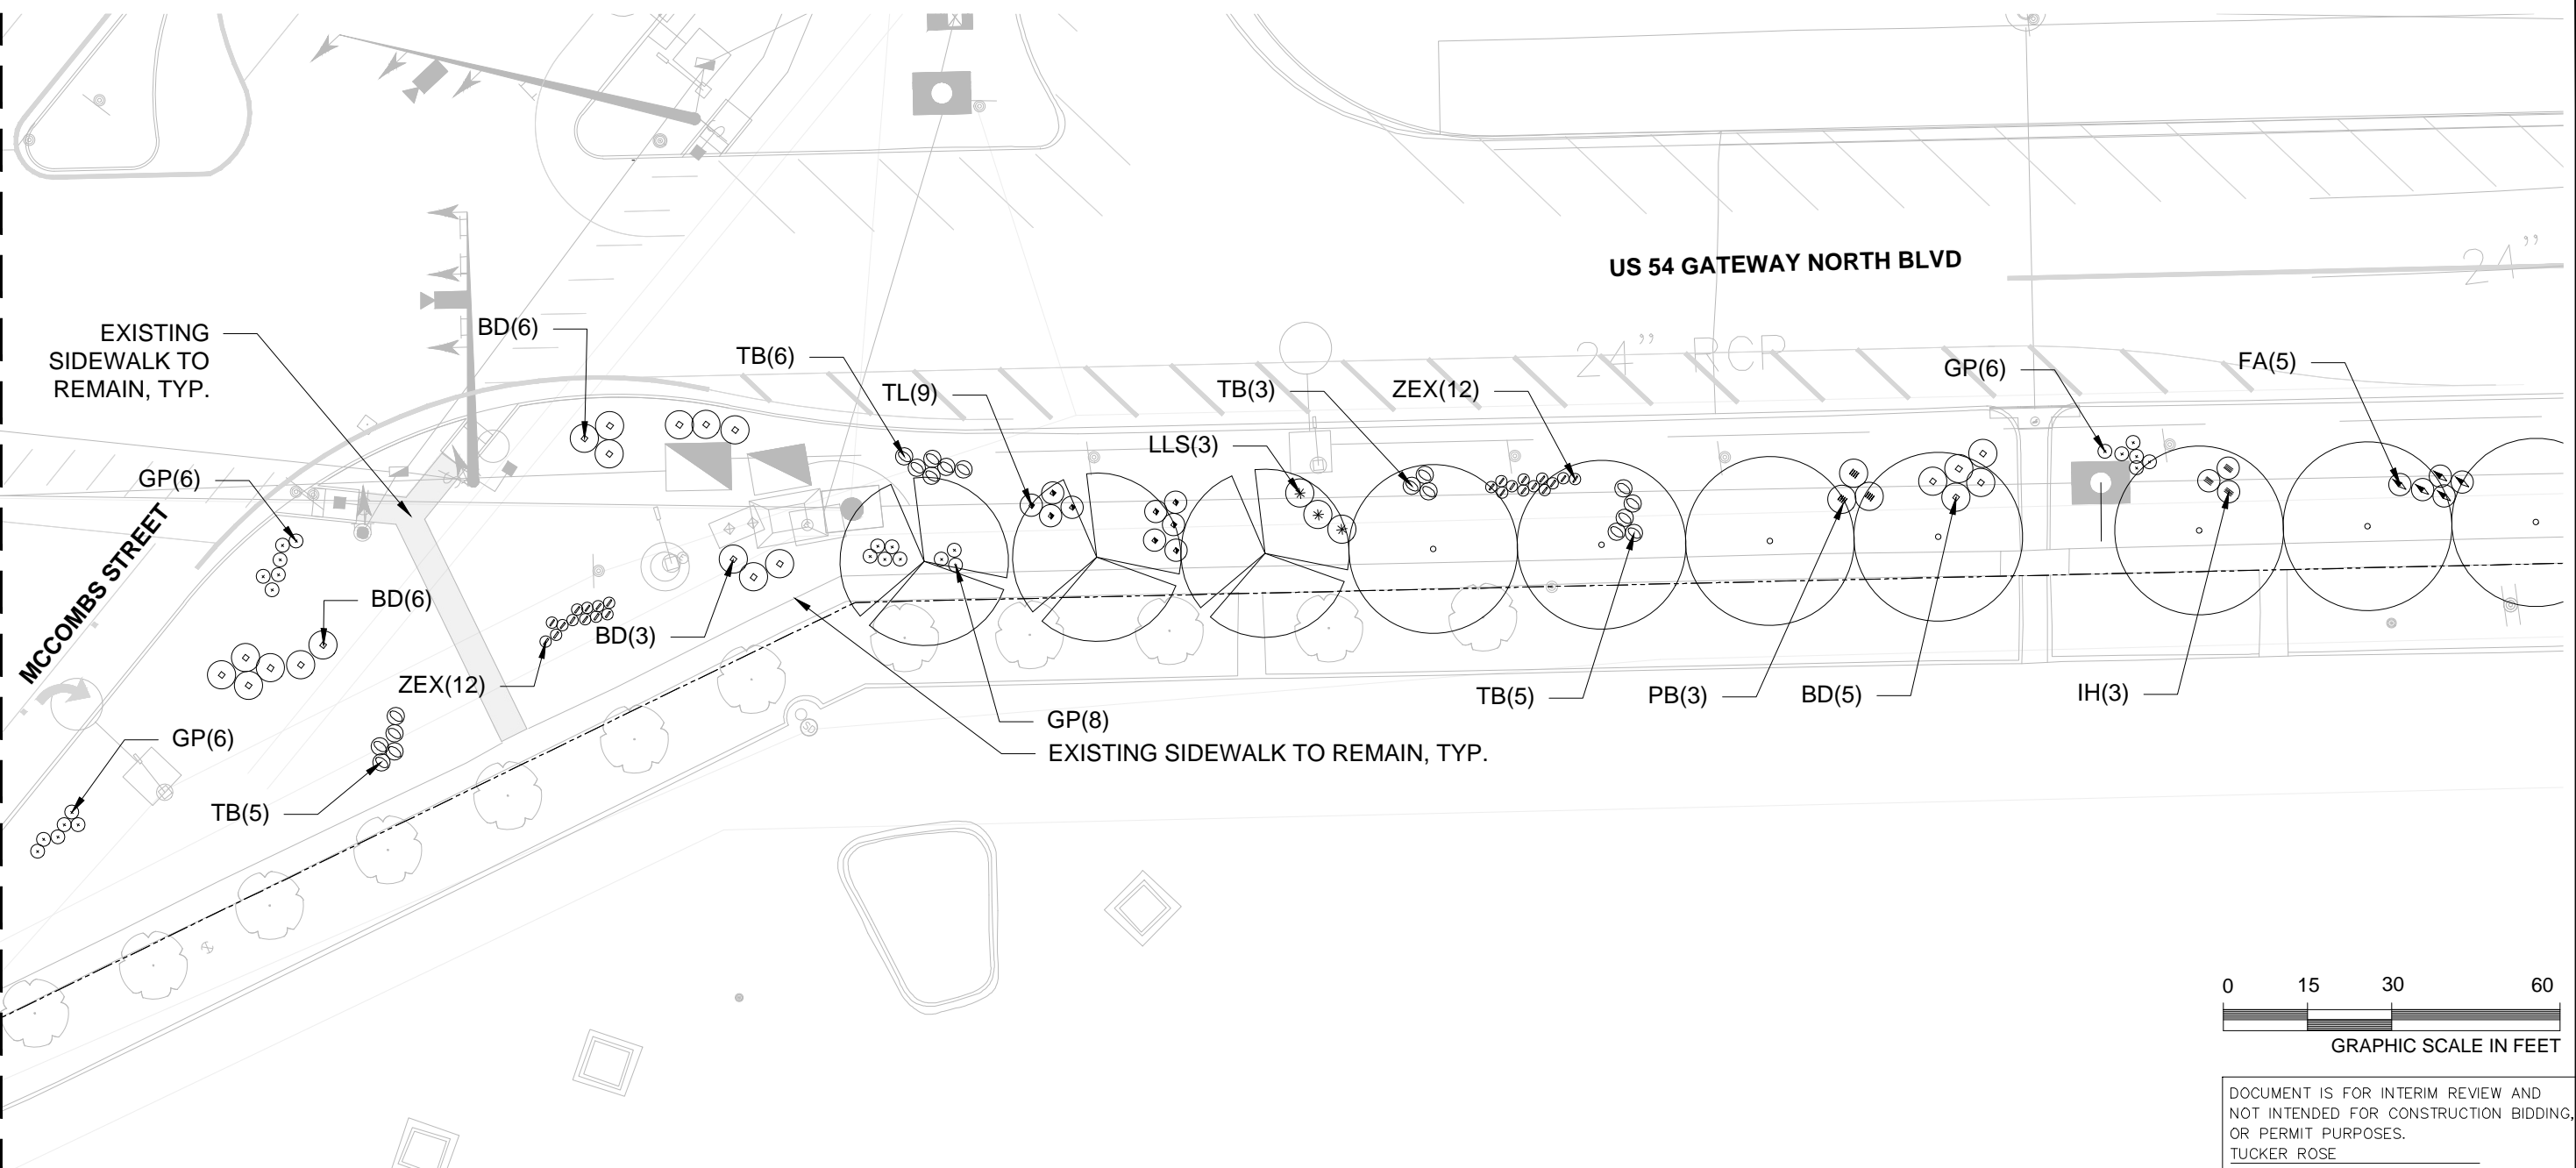 US 54 GATEWAY NORTH BLVD
24"
24" RCP
EXISTING
SIDEWALK TO
REMAIN, TYP.
BD(6)
TB(6)
TL(9)
TB(3)
ZEX(12)
GP(6)
FA(5)
LLS(3)
GP(6)
MCCOMBS STREET
BD(6)
BD(3)
ZEX(12)
TB(5)
PB(3)
BD(5)
IH(3)
GP(6)
GP(8)
EXISTING SIDEWALK TO REMAIN, TYP.
TB(5)
0 15 30 60
GRAPHIC SCALE IN FEET
DOCUMENT IS FOR INTERIM REVIEW AND
NOT INTENDED FOR CONSTRUCTION BIDDING,
OR PERMIT PURPOSES.
TUCKER ROSE